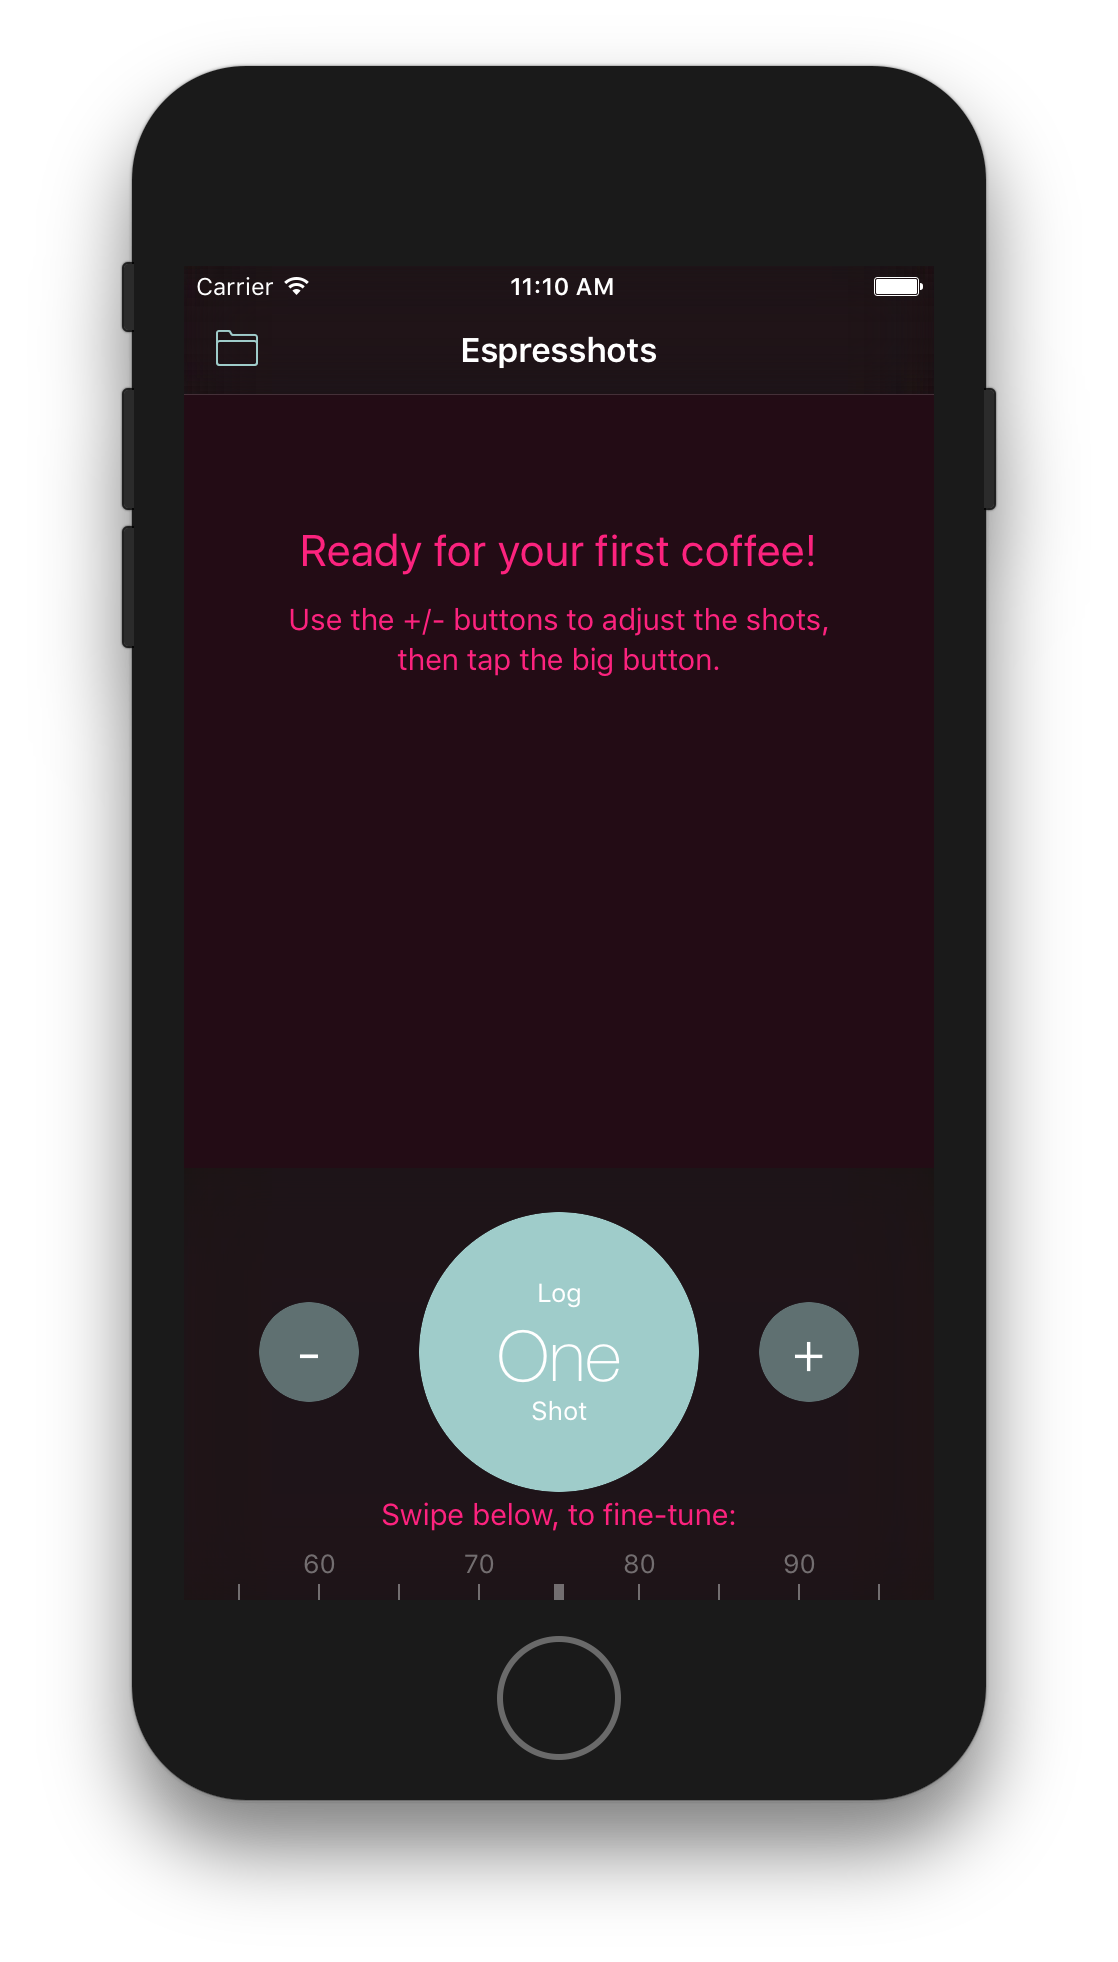 Carrier 11:10 AM
Espresshots
Ready for your first coffee!
Use the +/- buttons to adjust the shots,
then tap the big button.
Log
- One +
Shot
Swipe below, to fine-tune:
60 70 80 90